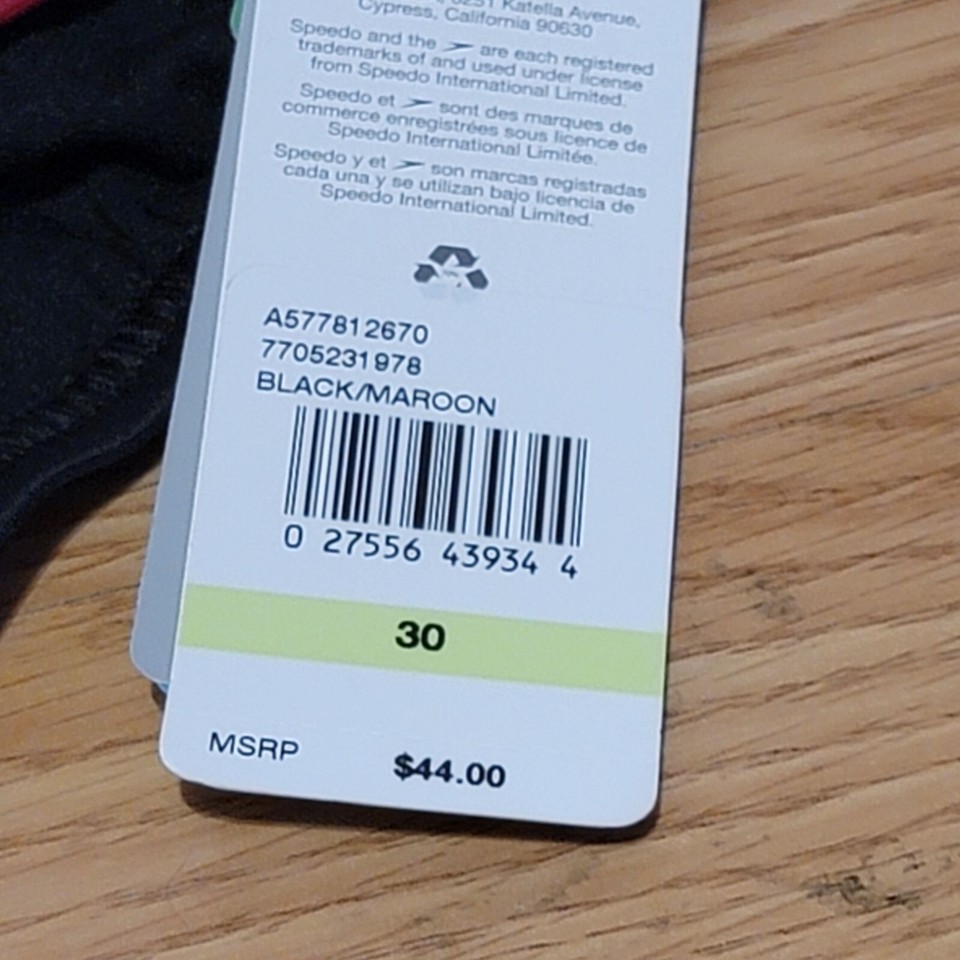 Katella Avenue,
Cypress, California 90630
Speedo and the are each registered
trademarks of and used under license
from Speedo International Limited.
Speedo et sont des marques de
commerce enregistrées sous licence de
Speedo International Limitée.
Speedo y et son marcas registradas
cada una y se utilizan bajo licencia de
Speedo International Limited.
A577812670
7705231978
BLACK/MAROON
0 27556 43934 4
30
MSRP $44.00